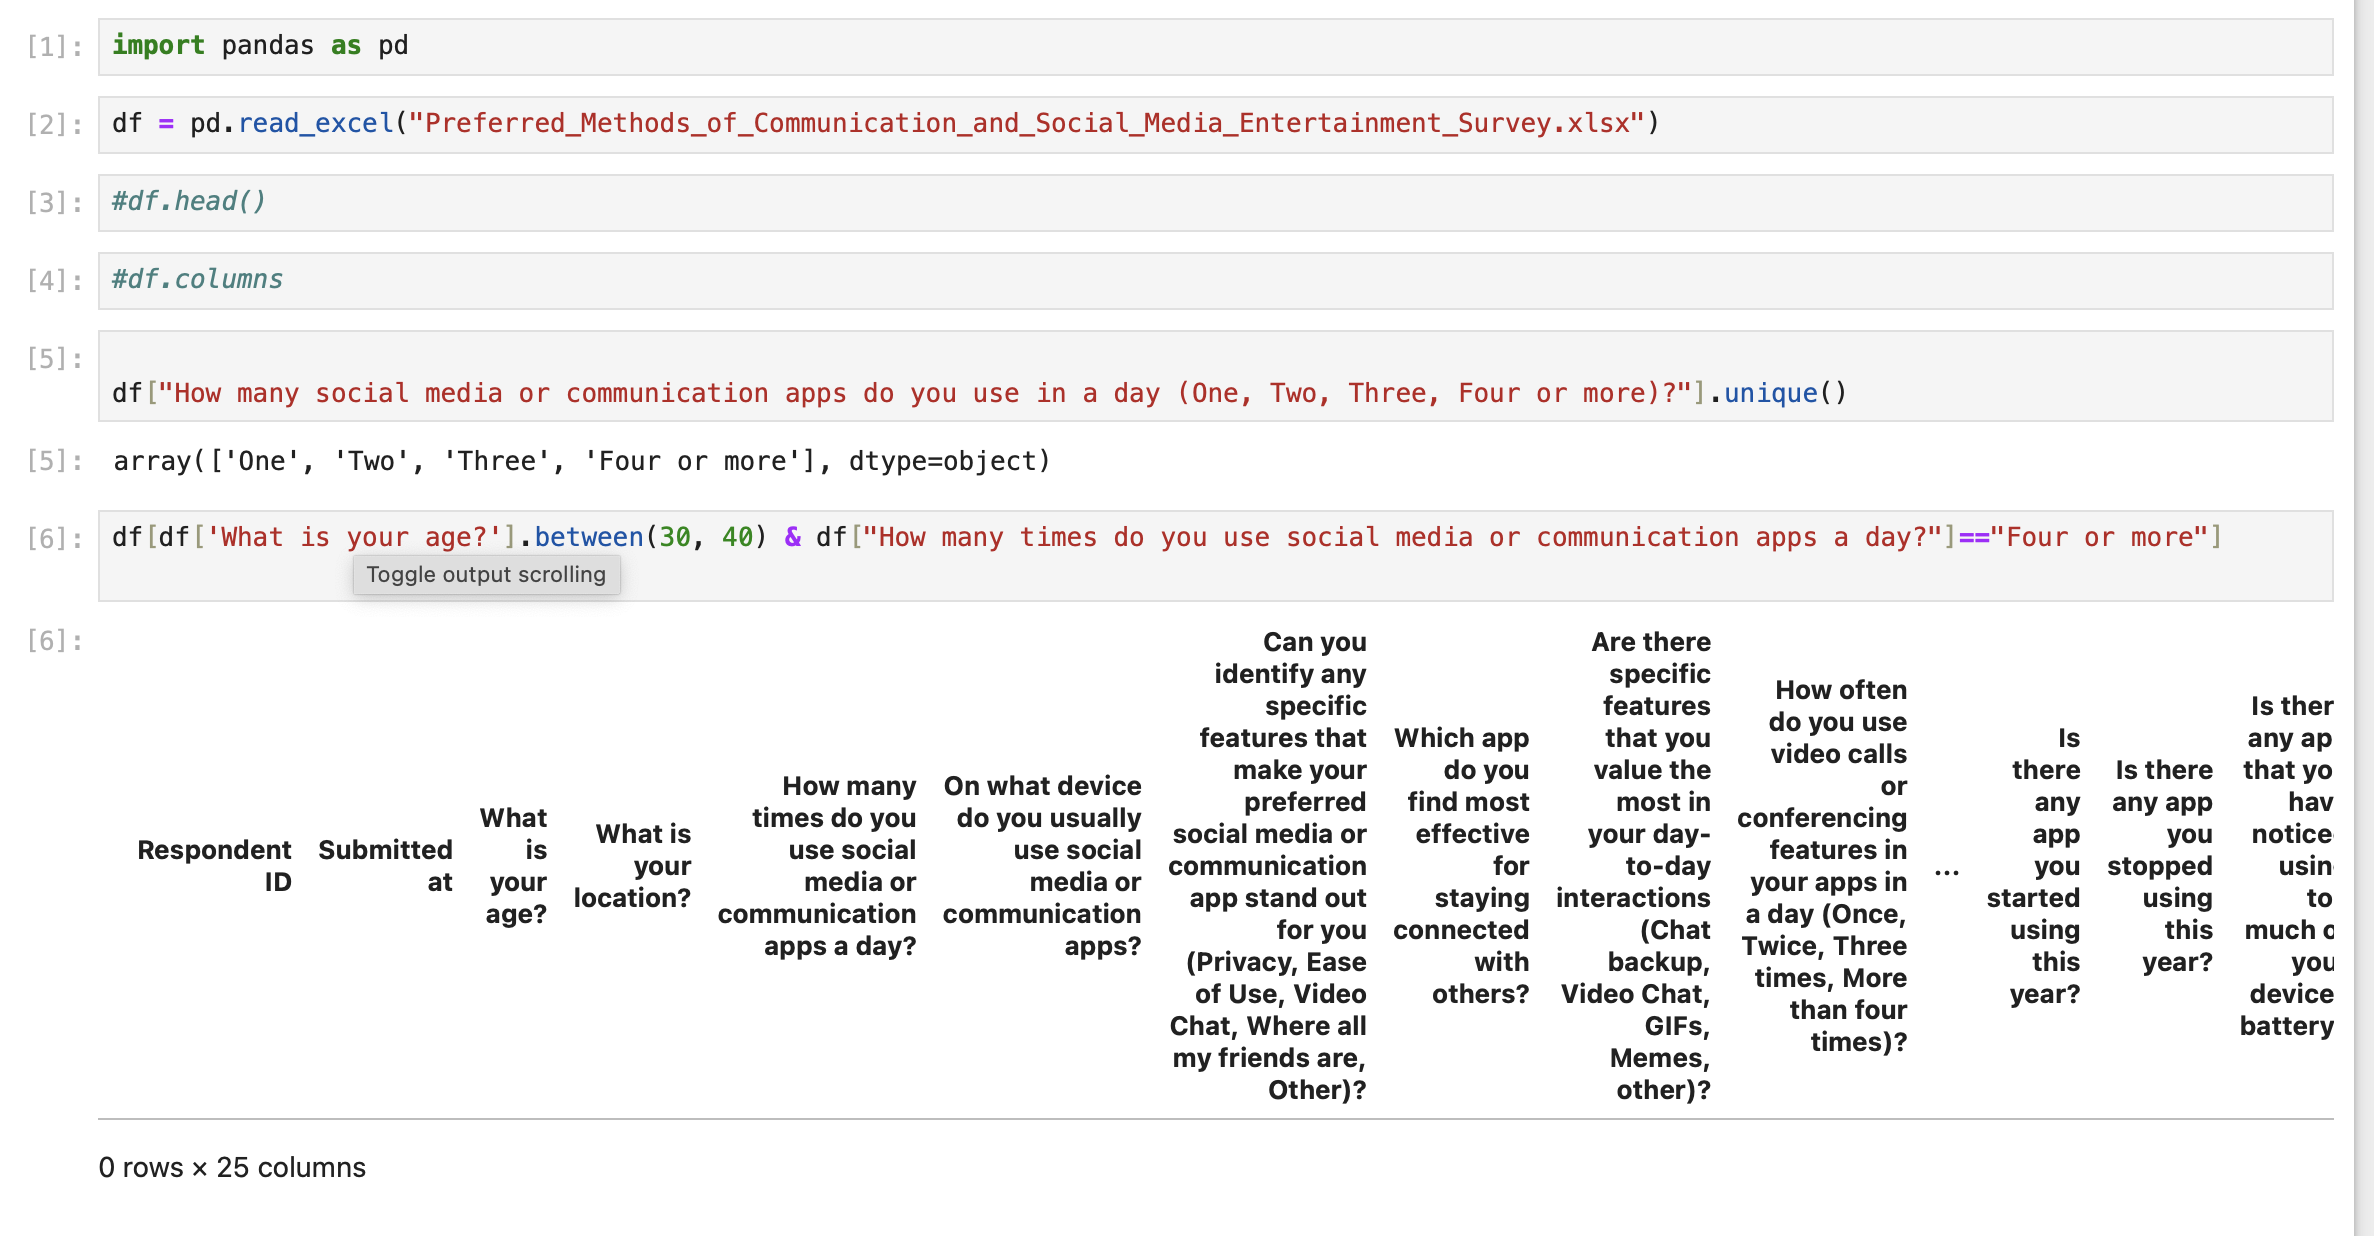 [1]: import pandas as pd
[2]: df = pd.read_excel("Preferred_Methods_of_Communication_and_Social_Media_Entertainment_Survey.xlsx")
[3]: #df.head()
[4]: #df.columns
[5]:
df["How many social media or communication apps do you use in a day (One, Two, Three, Four or more)?"].unique()
[5]: array(['One', 'Two', 'Three', 'Four or more'], dtype=object)
[6]: df[df['What is your age?'].between(30, 40) & df["How many times do you use social media or communication apps a day?"]=="Four or more"]
Toggle output scrolling
[6]:
Respondent
ID
Submitted
at
What
is
your
age?
What is
your
location?
How many
times do you
use social
media or
communication
apps a day?
On what device
do you usually
use social
media or
communication
apps?
Can you
identify any
specific
features that
make your
preferred
social media or
communication
app stand out
for you
(Privacy, Ease
of Use, Video
Chat, Where all
my friends are,
Other)?
Which app
do you
find most
effective
for
staying
connected
with
others?
Are there
specific
features
that you
value the
most in
your day-
to-day
interactions
(Chat
backup,
Video Chat,
GIFs,
Memes,
other)?
How often
do you use
video calls
or
conferencing
features in
your apps in
a day (Once,
Twice, Three
times, More
than four
times)?
...
Is
there
any
app
you
started
using
this
year?
Is there
any app
you
stopped
using
this
year?
Is ther
any ap
that yo
hav
notice
usin
to
much o
you
device
battery
0 rows × 25 columns